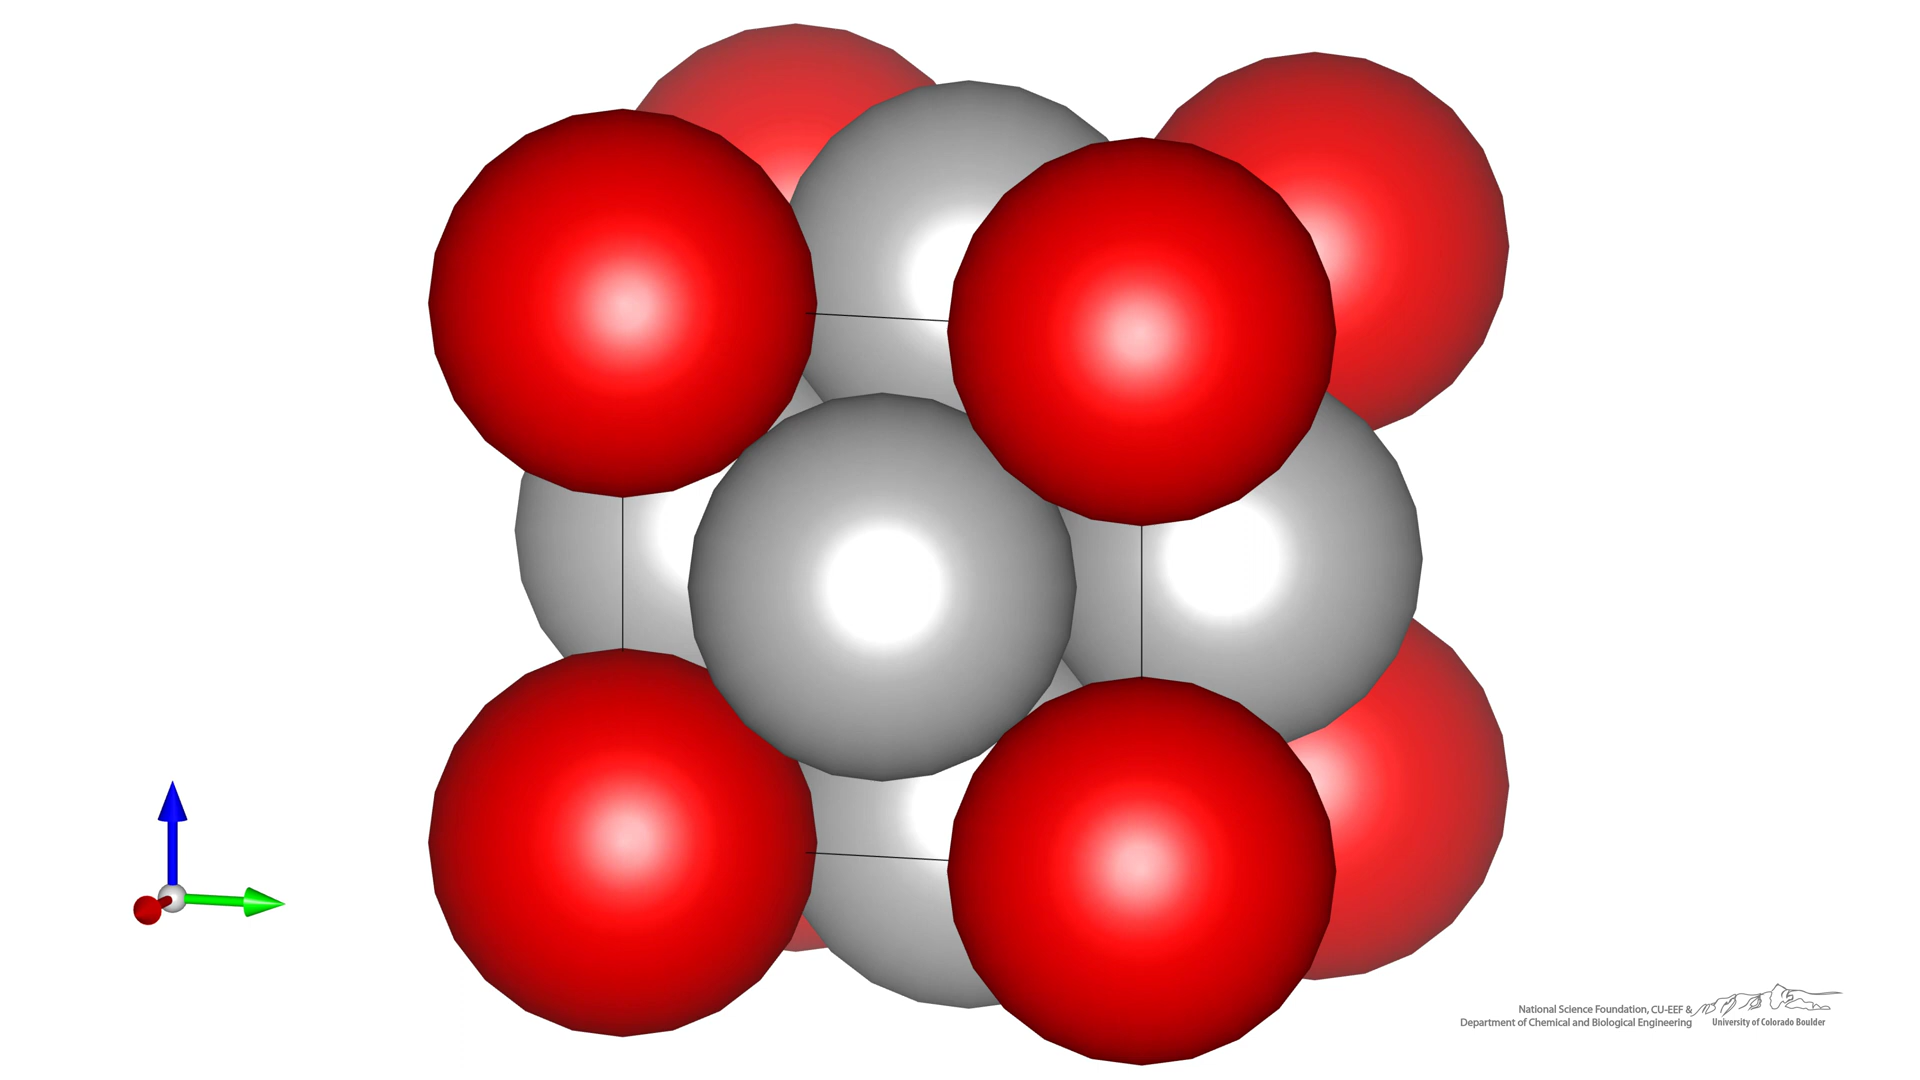 National Science Foundation, CU-EEF &
Department of Chemical and Biological Engineering
University of Colorado Boulder